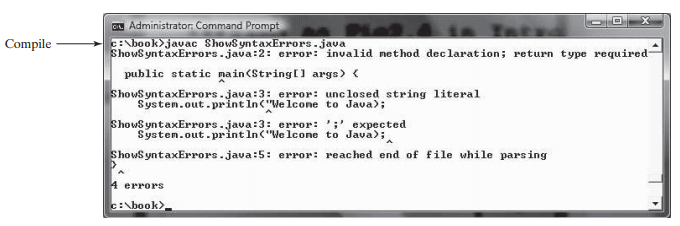 Administrator: Command Prompt
Compile
c:\book>javac ShowSyntaxErrors.java
ShowSyntaxErrors.java:2: error: invalid method declaration; return type required
public static main(String[] args) {
^
ShowSyntaxErrors.java:3: error: unclosed string literal
System.out.println("Welcome to Java);
^
ShowSyntaxErrors.java:3: error: ';' expected
System.out.println("Welcome to Java);
^
ShowSyntaxErrors.java:5: error: reached end of file while parsing
}
^
4 errors
c:\book>_